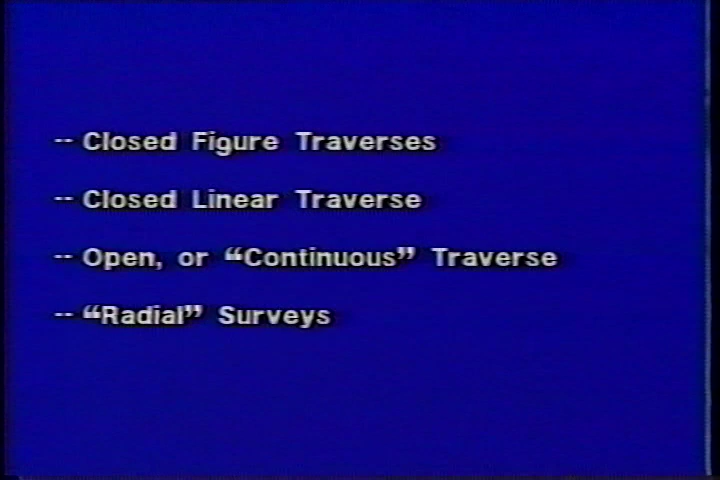 -- Closed Figure Traverses
-- Closed Linear Traverse
-- Open, or “Continuous” Traverse
-- “Radial” Surveys